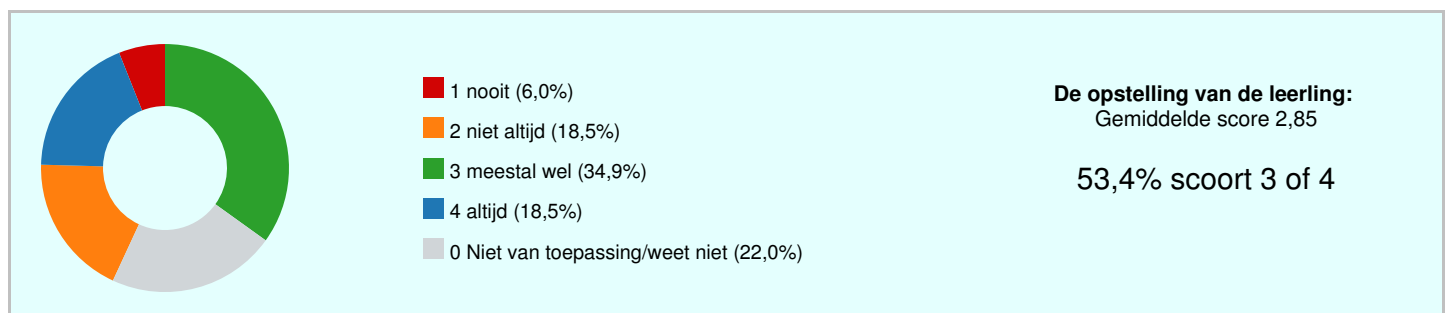 1 nooit (6,0%)
2 niet altijd (18,5%)
3 meestal wel (34,9%)
4 altijd (18,5%)
0 Niet van toepassing/weet niet (22,0%)
De opstelling van de leerling:
Gemiddelde score 2,85
53,4% scoort 3 of 4